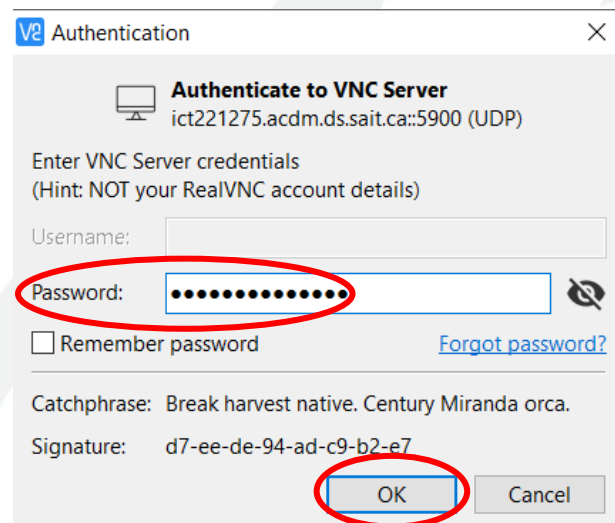 V2 Authentication
Authenticate to VNC Server
ict221275.acdm.ds.sait.ca::5900 (UDP)
Enter VNC Server credentials
(Hint: NOT your RealVNC account details)
Username:
Password: ••••••••••••••
Remember password Forgot password?
Catchphrase: Break harvest native. Century Miranda orca.
Signature: d7-ee-de-94-ad-c9-b2-e7
OK Cancel